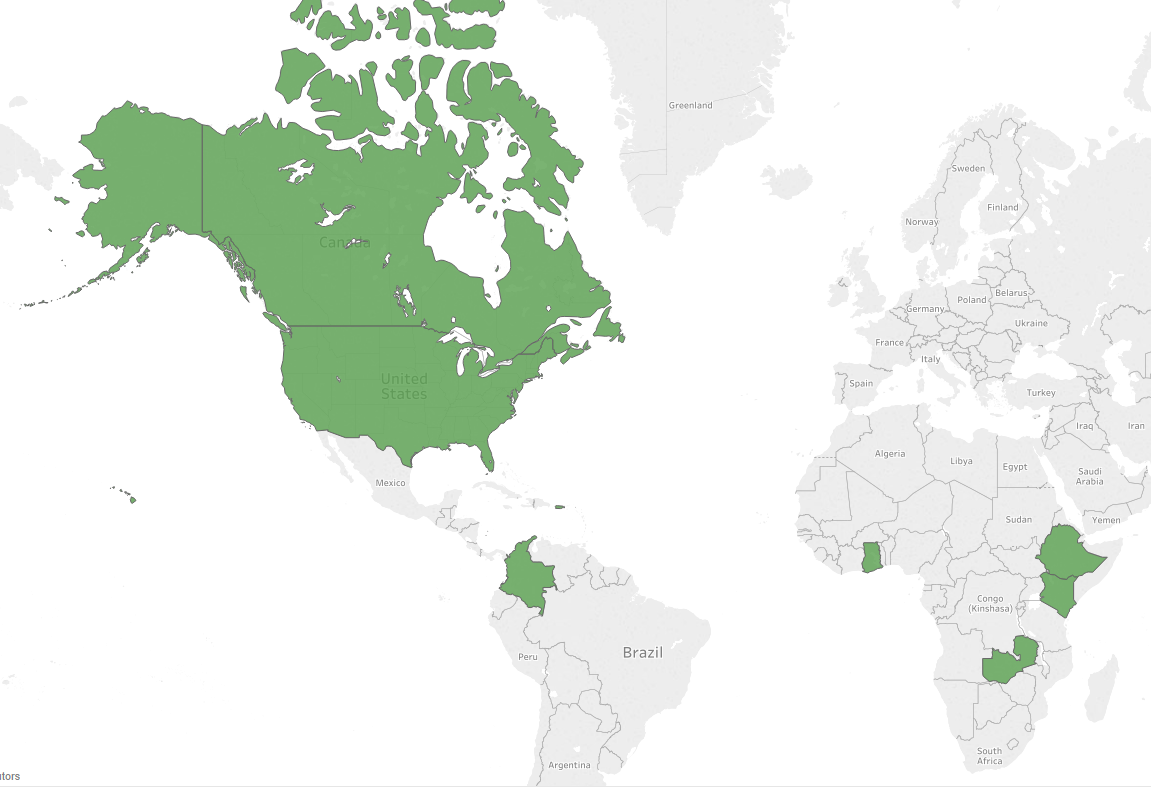 Greenland
Sweden
Finland
Norway
Canada
Belarus
Poland
Germany
Ukraine
France
Italy
United
States
Spain
Turkey
Iraq
Iran
Algeria
Libya
Egypt
Saudi
Arabia
Mexico
Sudan
Yemen
Congo
(Kinshasa)
Brazil
Peru
South
Africa
Argentina
utors